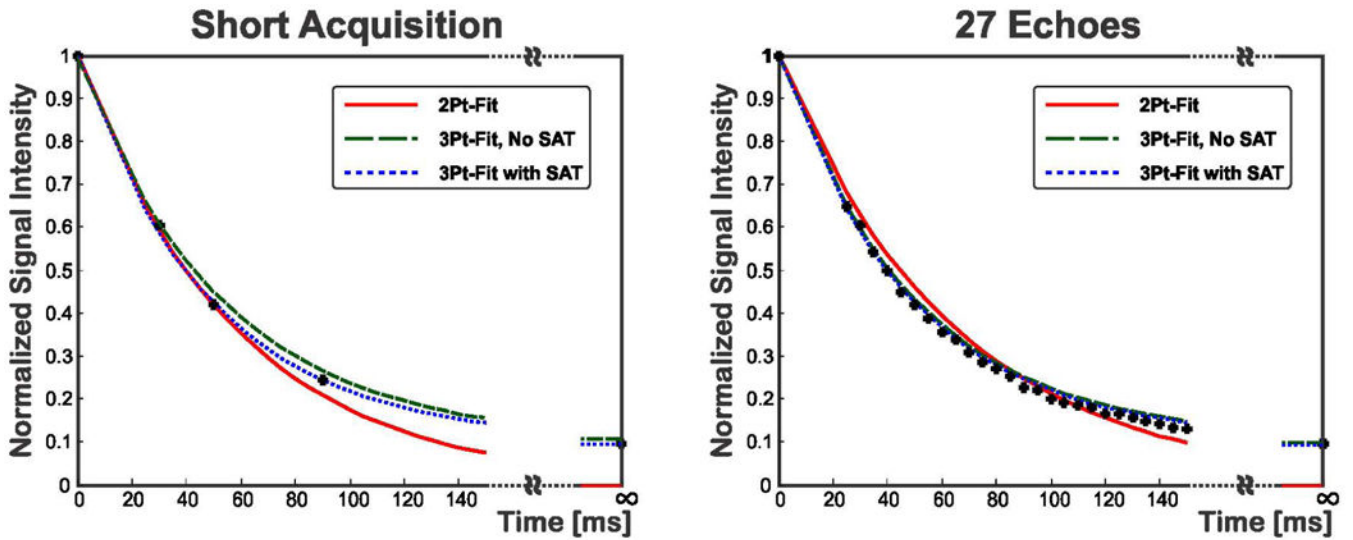 Short Acquisition
Normalized Signal Intensity
1
0.9
0.8
0.7
0.6
0.5
0.4
0.3
0.2
0.1
0
2Pt-Fit
3Pt-Fit, No SAT
3Pt-Fit with SAT
0 20 40 60 80 100 120 140 ∞
Time [ms]
27 Echoes
Normalized Signal Intensity
1
0.9
0.8
0.7
0.6
0.5
0.4
0.3
0.2
0.1
0
2Pt-Fit
3Pt-Fit, No SAT
3Pt-Fit with SAT
0 20 40 60 80 100 120 140 ∞
Time [ms]